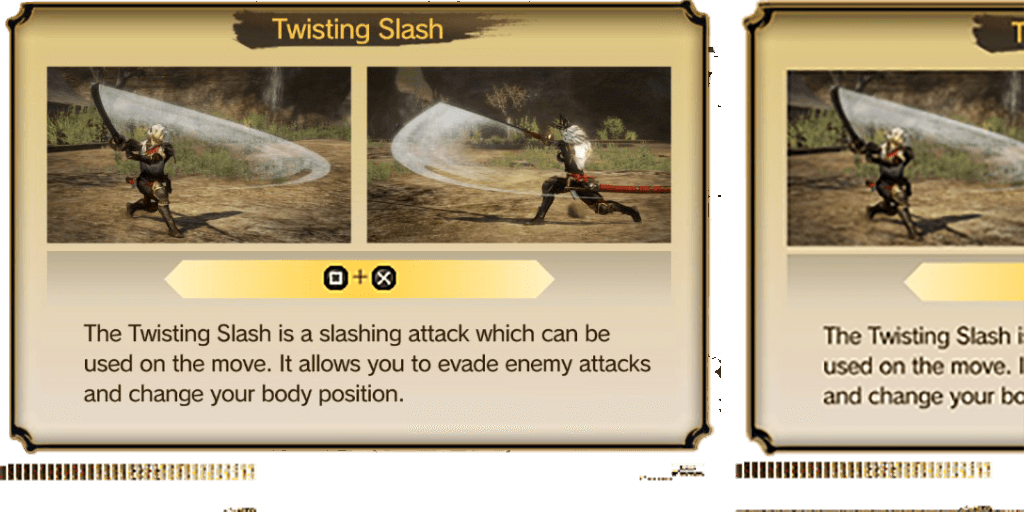 Twisting Slash
+
The Twisting Slash is a slashing attack which can be
used on the move. It allows you to evade enemy attacks
and change your body position.
T
The Twisting Slash i
used on the move. I
and change your bo